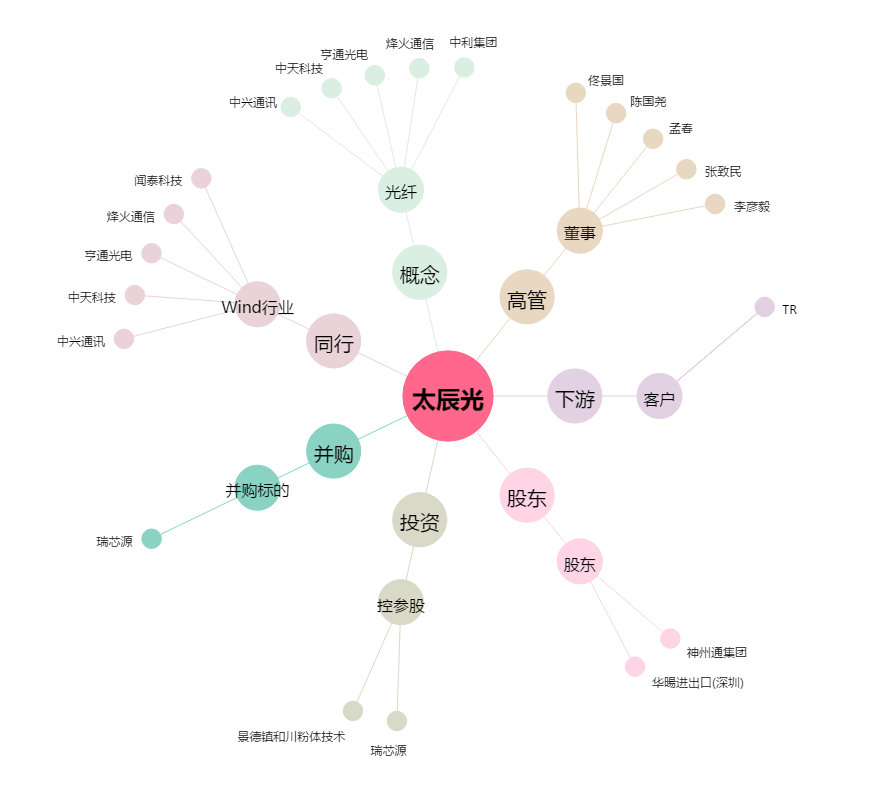 中利集团
烽火通信
亨通光电
中天科技
中兴通讯
光纤
概念
佟景国
陈国尧
孟春
张致民
李彦毅
董事
高管
闻泰科技
烽火通信
亨通光电
中天科技
中兴通讯
Wind行业
同行
太辰光
下游
客户
TR
并购
并购标的
瑞芯源
投资
控参股
景德镇和川粉体技术
瑞芯源
股东
股东
神州通集团
华暘进出口(深圳)